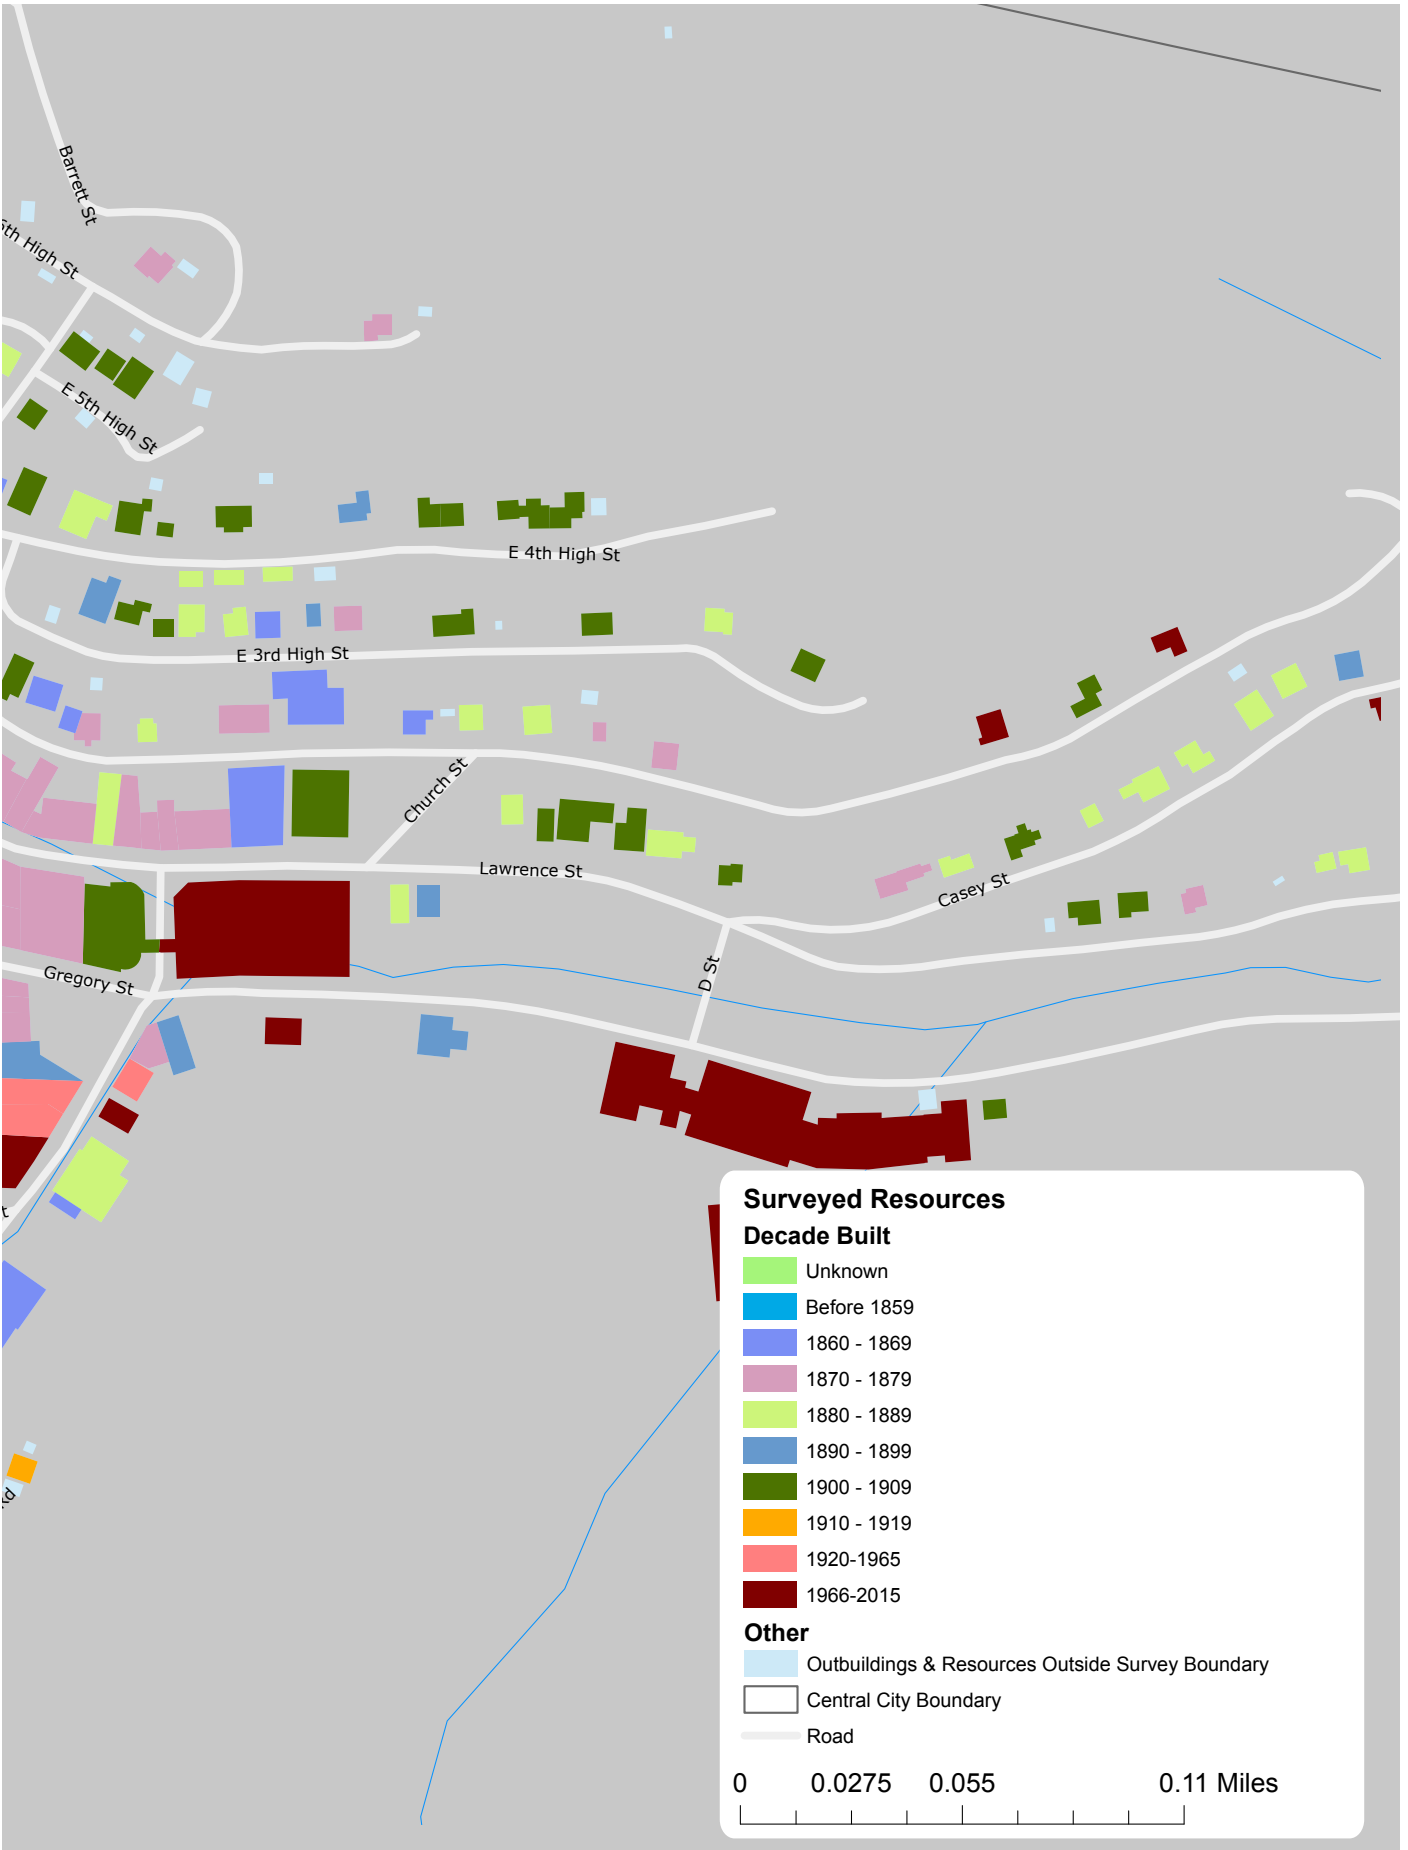 Barrett St
6th High St
E 5th High St
E 4th High St
E 3rd High St
Church St
Lawrence St
Casey St
Gregory St
D St
t
Rd
Surveyed Resources
Decade Built
Unknown
Before 1859
1860 - 1869
1870 - 1879
1880 - 1889
1890 - 1899
1900 - 1909
1910 - 1919
1920-1965
1966-2015
Other
Outbuildings & Resources Outside Survey Boundary
Central City Boundary
Road
0 0.0275 0.055 0.11 Miles